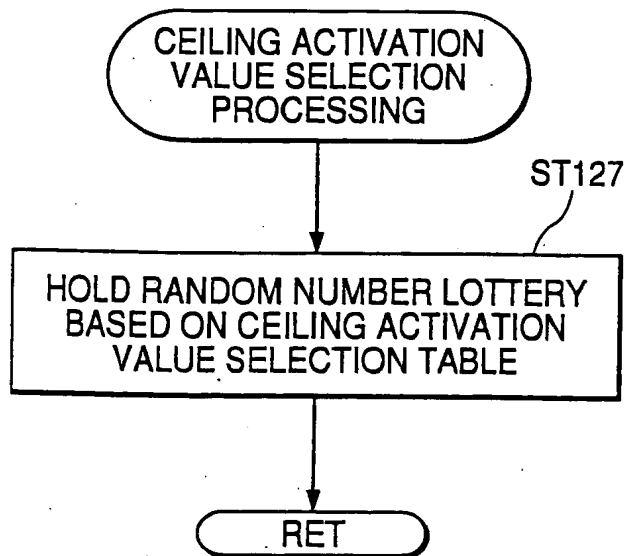 CEILING ACTIVATION
VALUE SELECTION
PROCESSING
ST127
HOLD RANDOM NUMBER LOTTERY
BASED ON CEILING ACTIVATION
VALUE SELECTION TABLE
RET